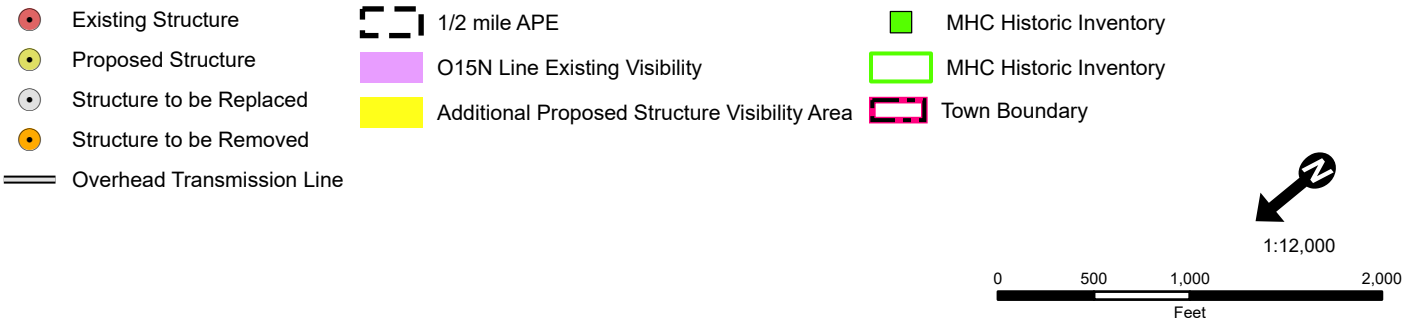 Existing Structure
Proposed Structure
Structure to be Replaced
Structure to be Removed
Overhead Transmission Line
1/2 mile APE
O15N Line Existing Visibility
Additional Proposed Structure Visibility Area
MHC Historic Inventory
MHC Historic Inventory
Town Boundary
N
1:12,000
0 500 1,000 2,000
Feet